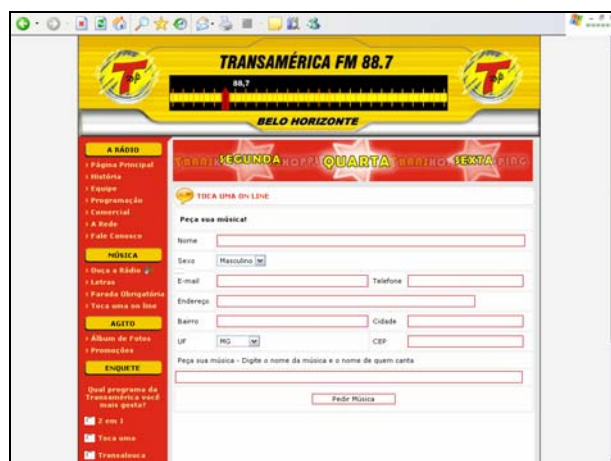 TRANSAMÉRICA FM 88.7
88,7
BELO HORIZONTE
A RÁDIO
Página Principal
História
Equipe
Programação
Comercial
A Rede
Fale Conosco
MÚSICA
Ouça a Rádio
Letras
Parada Obrigatória
Toca uma on line
AGITO
Álbum de Fotos
Promoções
ENQUETE
Qual programa da
Transamérica você
mais gosta?
2 em 1
Toca uma
Transalouca
SEGUNDA QUARTA SEXTA
TOCA UMA ON LINE
Peça sua música!
Nome
Sexo Masculino
E-mail Telefone
Endereço
Bairro Cidade
UF MG CEP
Peça sua música - Digite o nome da música e o nome de quem canta
Pedir Música